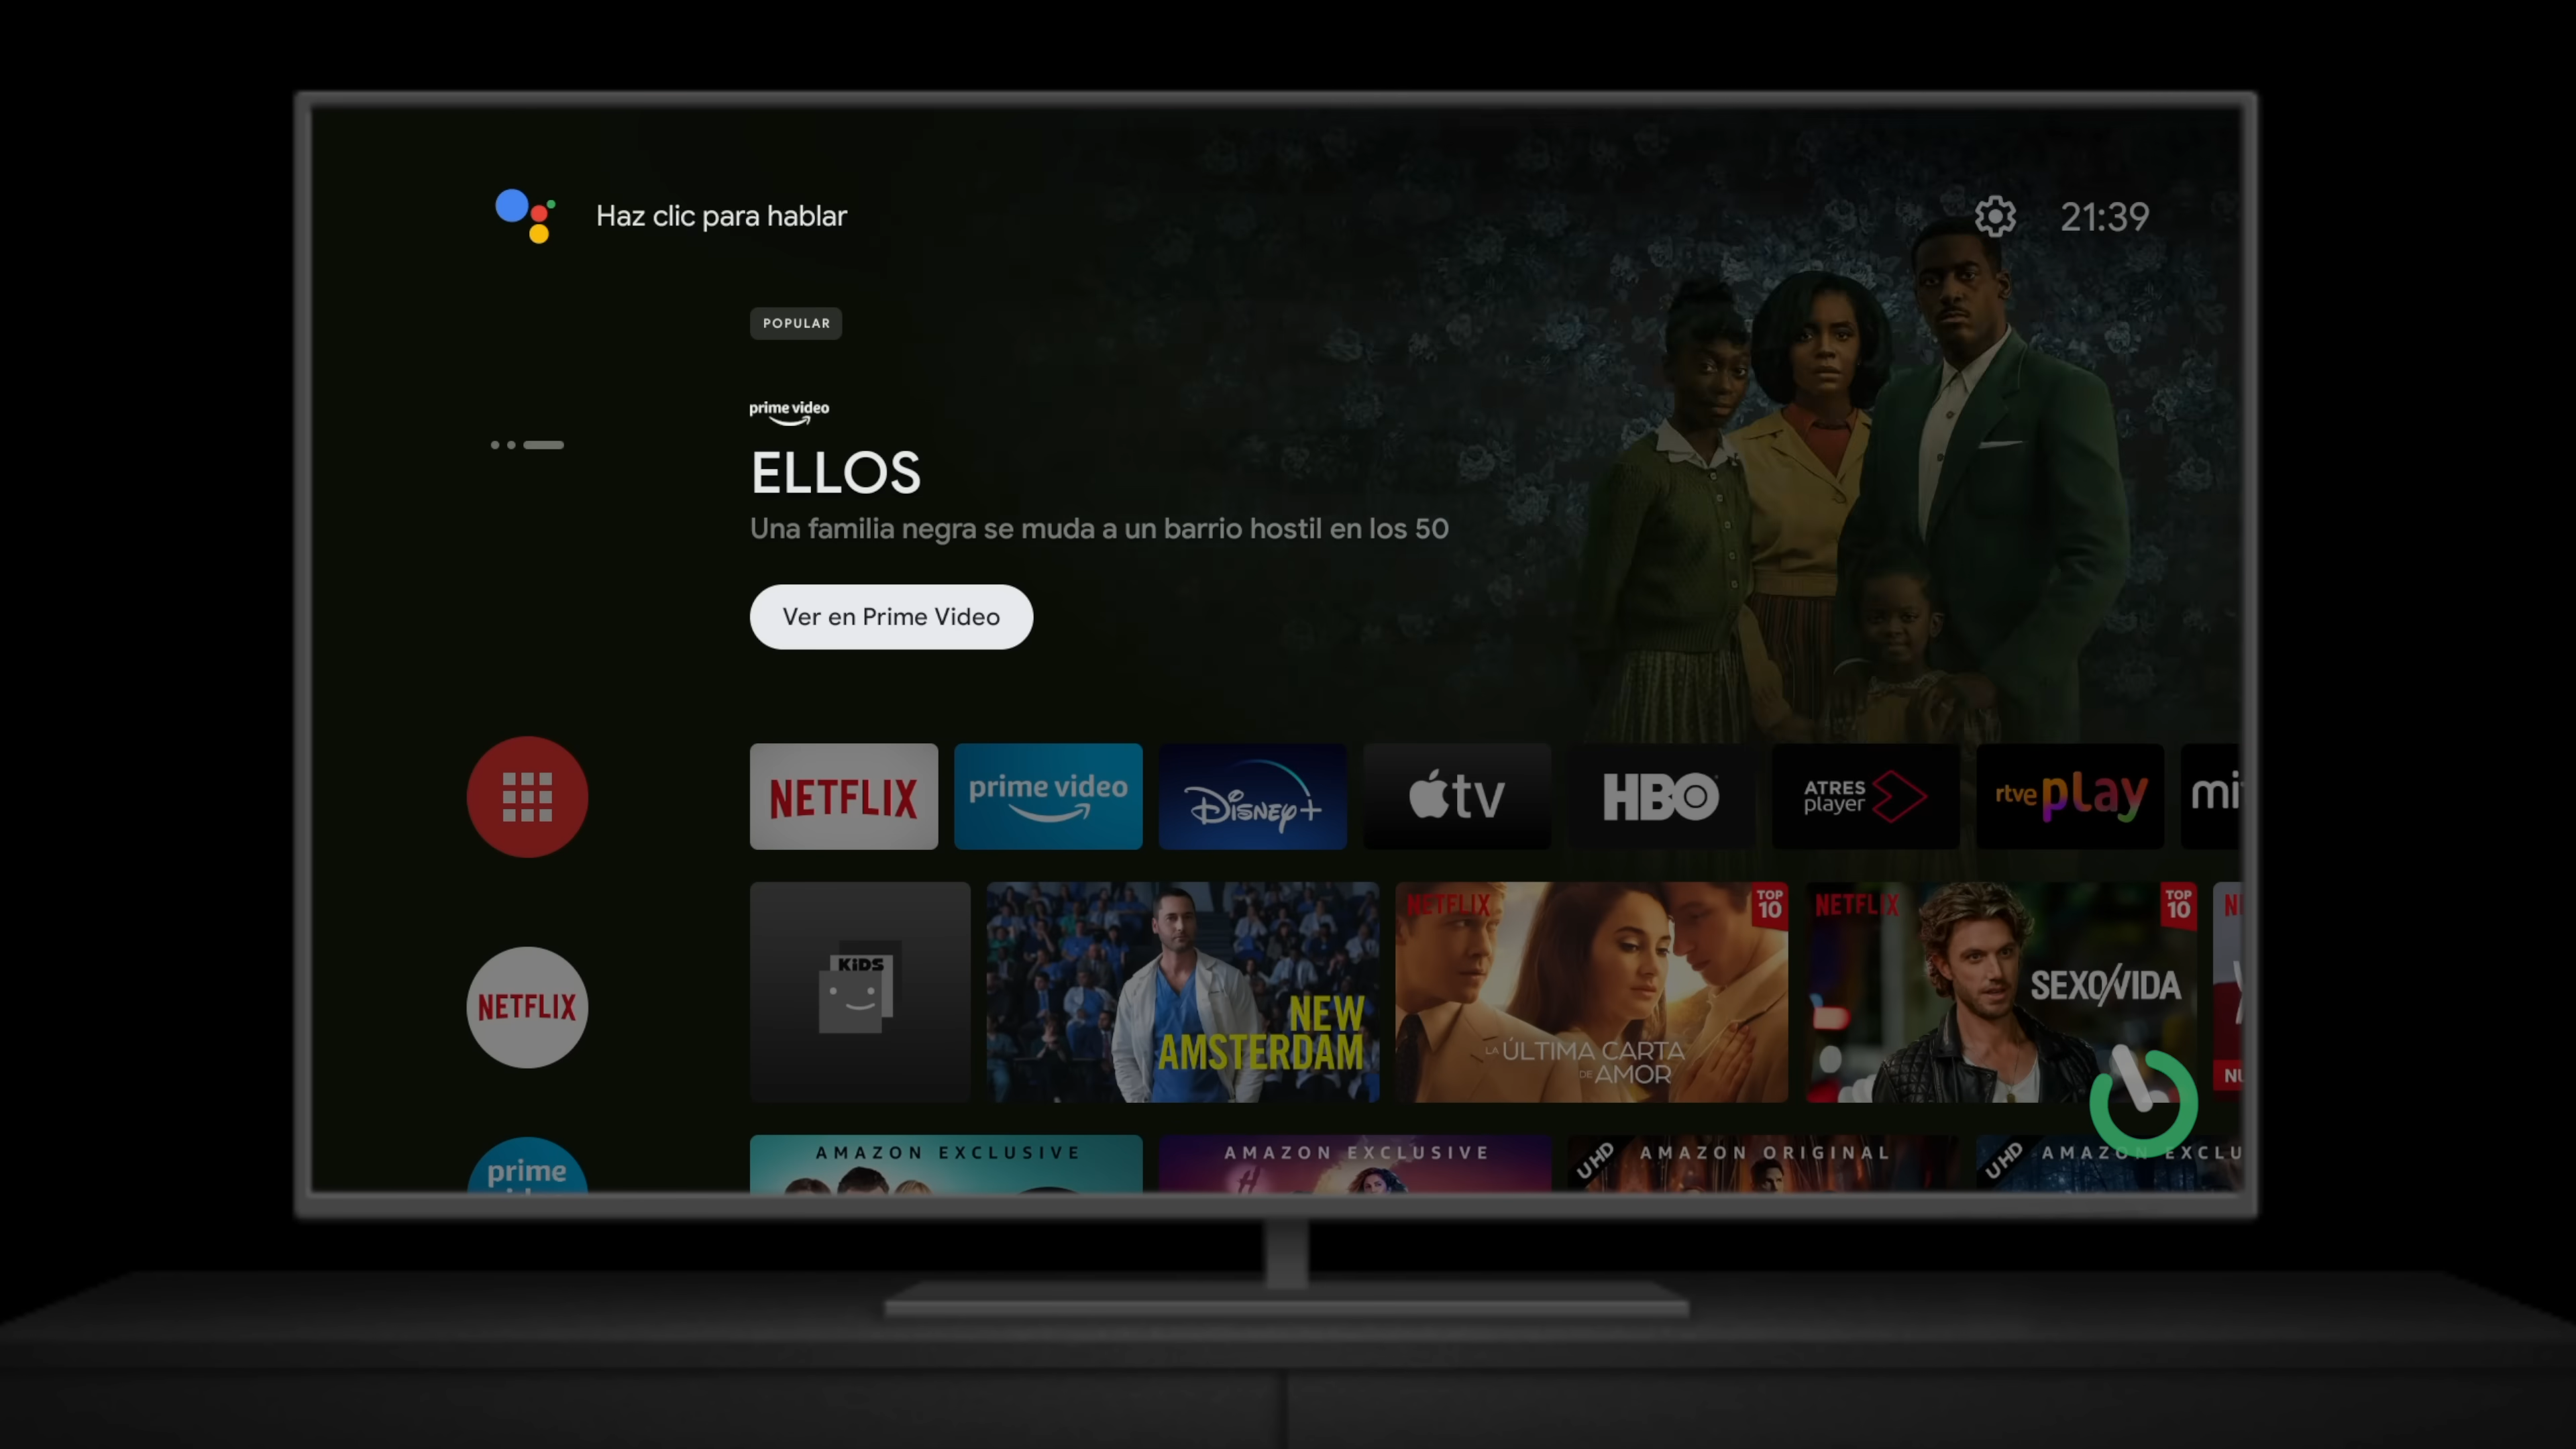 Haz clic para hablar
21:39
POPULAR
prime video
ELLOS
Una familia negra se muda a un barrio hostil en los 50
Ver en Prime Video
NETFLIX
prime video
Disney+
tv
HBO
ATRES
player
rtve play
mi
NETFLIX
KiDS
NEW
AMSTERDAM
NETFLIX
TOP
10
LA ÚLTIMA CARTA
DE AMOR
NETFLIX
TOP
10
SEXO/VIDA
prime
AMAZON EXCLUSIVE
AMAZON EXCLUSIVE
UHD
AMAZON ORIGINAL
UHD
AMAZON EXCLU